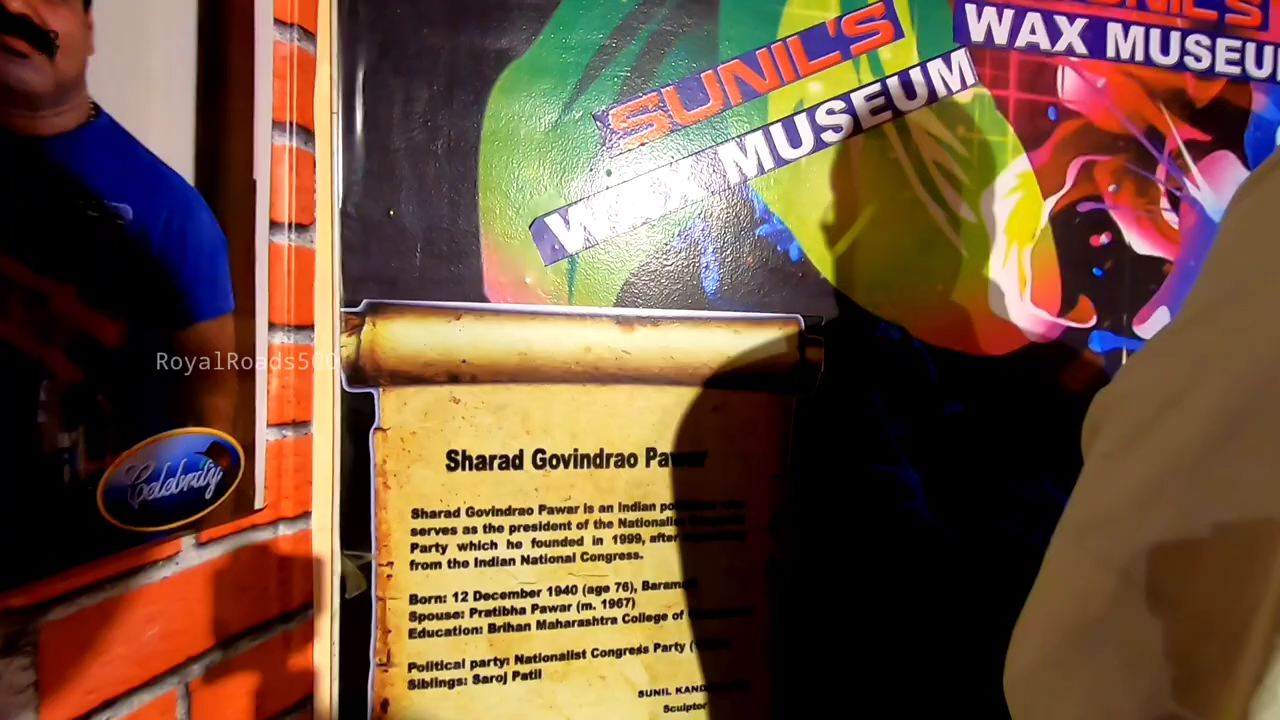 SUNIL'S
WAX MUSEUM
SUNIL'S
WAX MUSEUM
RoyalRoads500
Celebrity
Sharad Govindrao Pawar
Sharad Govindrao Pawar is an Indian
serves as the president of the Nationalist
Party which he founded in 1999, after
from the Indian National Congress.
Born: 12 December 1940 (age 76),
Spouse: Pratibha Pawar (m. 1967)
Education: Brihan Maharashtra College of
Political party: Nationalist Congress Party
Siblings: Saroj Patil
SUNIL
Sculptor